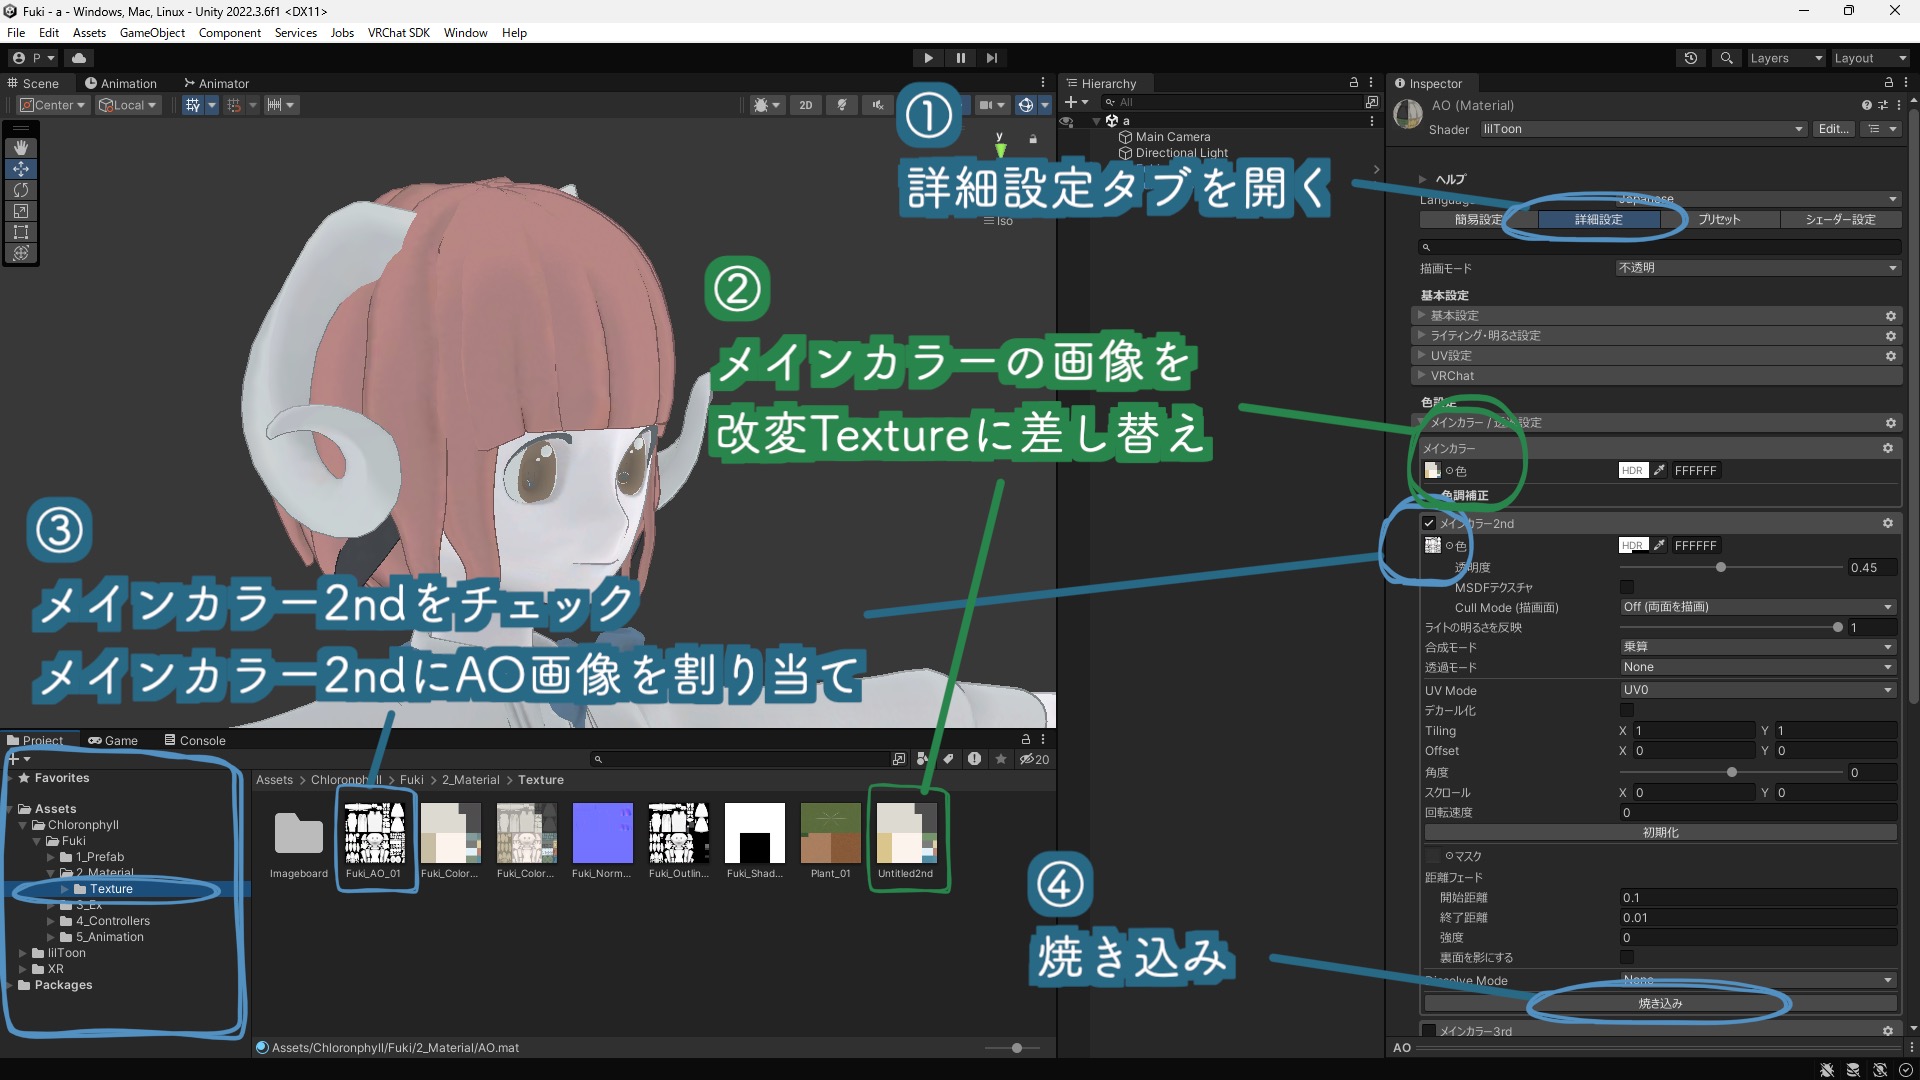 Fuki - a - Windows, Mac, Linux - Unity 2022.3.6f1 <DX11>
File Edit Assets GameObject Component Services Jobs VRChat SDK Window Help
P
Layers Layout
Scene Animation Animator
Center Local 2D
y
Iso
Hierarchy
All
a
Main Camera
Directional Light
Inspector
AO (Material)
Shader lilToon Edit...
ヘルプ
Language Japanese
簡易設定 詳細設定 プリセット シェーダー設定
描画モード 不透明
基本設定
基本設定
ライティング・明るさ設定
UV設定
VRChat
色設定
メインカラー / 設定
メインカラー
色 HDR FFFFFF
色調補正
メインカラー2nd
色 HDR FFFFFF
透明度 0.45
MSDFテクスチャ
Cull Mode (描画面) Off (両面を描画)
ライトの明るさを反映 1
合成モード 乗算
透過モード None
UV Mode UV0
デカール化
Tiling X 1 Y 1
Offset X 0 Y 0
角度 0
スクロール X 0 Y 0
回転速度 0
初期化
マスク
距離フェード
開始距離 0.1
終了距離 0.01
強度 0
裏面を影にする
Dissolve Mode None
焼き込み
メインカラー3rd
AO
①
詳細設定タブを開く
②
メインカラーの画像を
改変Textureに差し替え
③
メインカラー2ndをチェック
メインカラー2ndにAO画像を割り当て
④
焼き込み
Project Game Console
20
Favorites
Assets
Chloronphyll
Fuki
1_Prefab
2_Material
Texture
3_Ex
4_Controllers
5_Animation
lilToon
XR
Packages
Assets > Chloronphyll > Fuki > 2_Material > Texture
Imageboard Fuki_AO_01 Fuki_Color... Fuki_Color... Fuki_Norm... Fuki_Outlin... Fuki_Shad... Plant_01 Untitled2nd
Assets/Chloronphyll/Fuki/2_Material/AO.mat